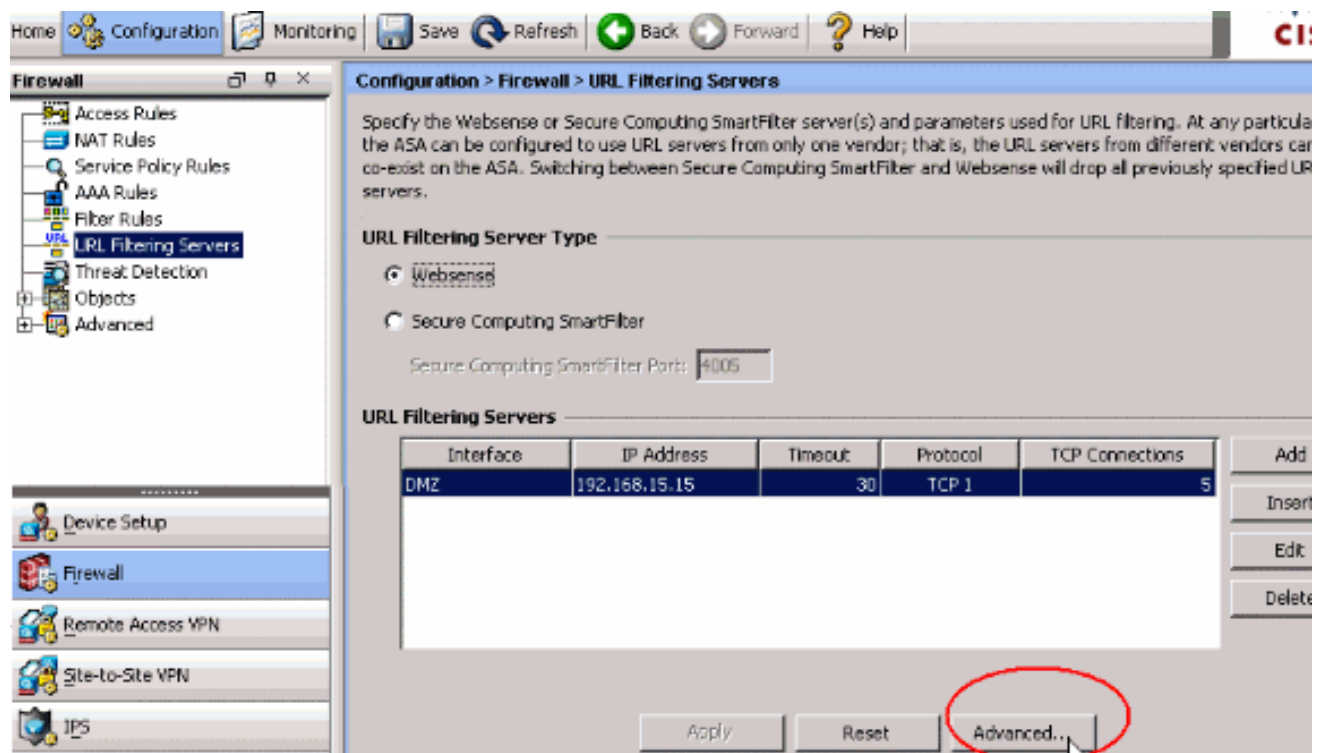 Home Configuration Monitoring Save Refresh Back Forward Help
Firewall
Access Rules
NAT Rules
Service Policy Rules
AAA Rules
Filter Rules
URL Filtering Servers
Threat Detection
Objects
Advanced
Device Setup
Firewall
Remote Access VPN
Site-to-Site VPN
IPS
Configuration > Firewall > URL Filtering Servers
Specify the Websense or Secure Computing SmartFilter server(s) and parameters used for URL filtering. At any
the ASA can be configured to use URL servers from only one vendor; that is, the URL servers from different vendors
co-exist on the ASA. Switching between Secure Computing SmartFilter and Websense will drop all previously specified
servers.
URL Filtering Server Type
Websense
Secure Computing SmartFilter
Secure Computing SmartFilter Port: 4005
URL Filtering Servers
Interface IP Address Timeout Protocol TCP Connections
DMZ 192.168.15.15 30 TCP 1 5
Add
Insert
Edit
Delete
Apply Reset Advanced...